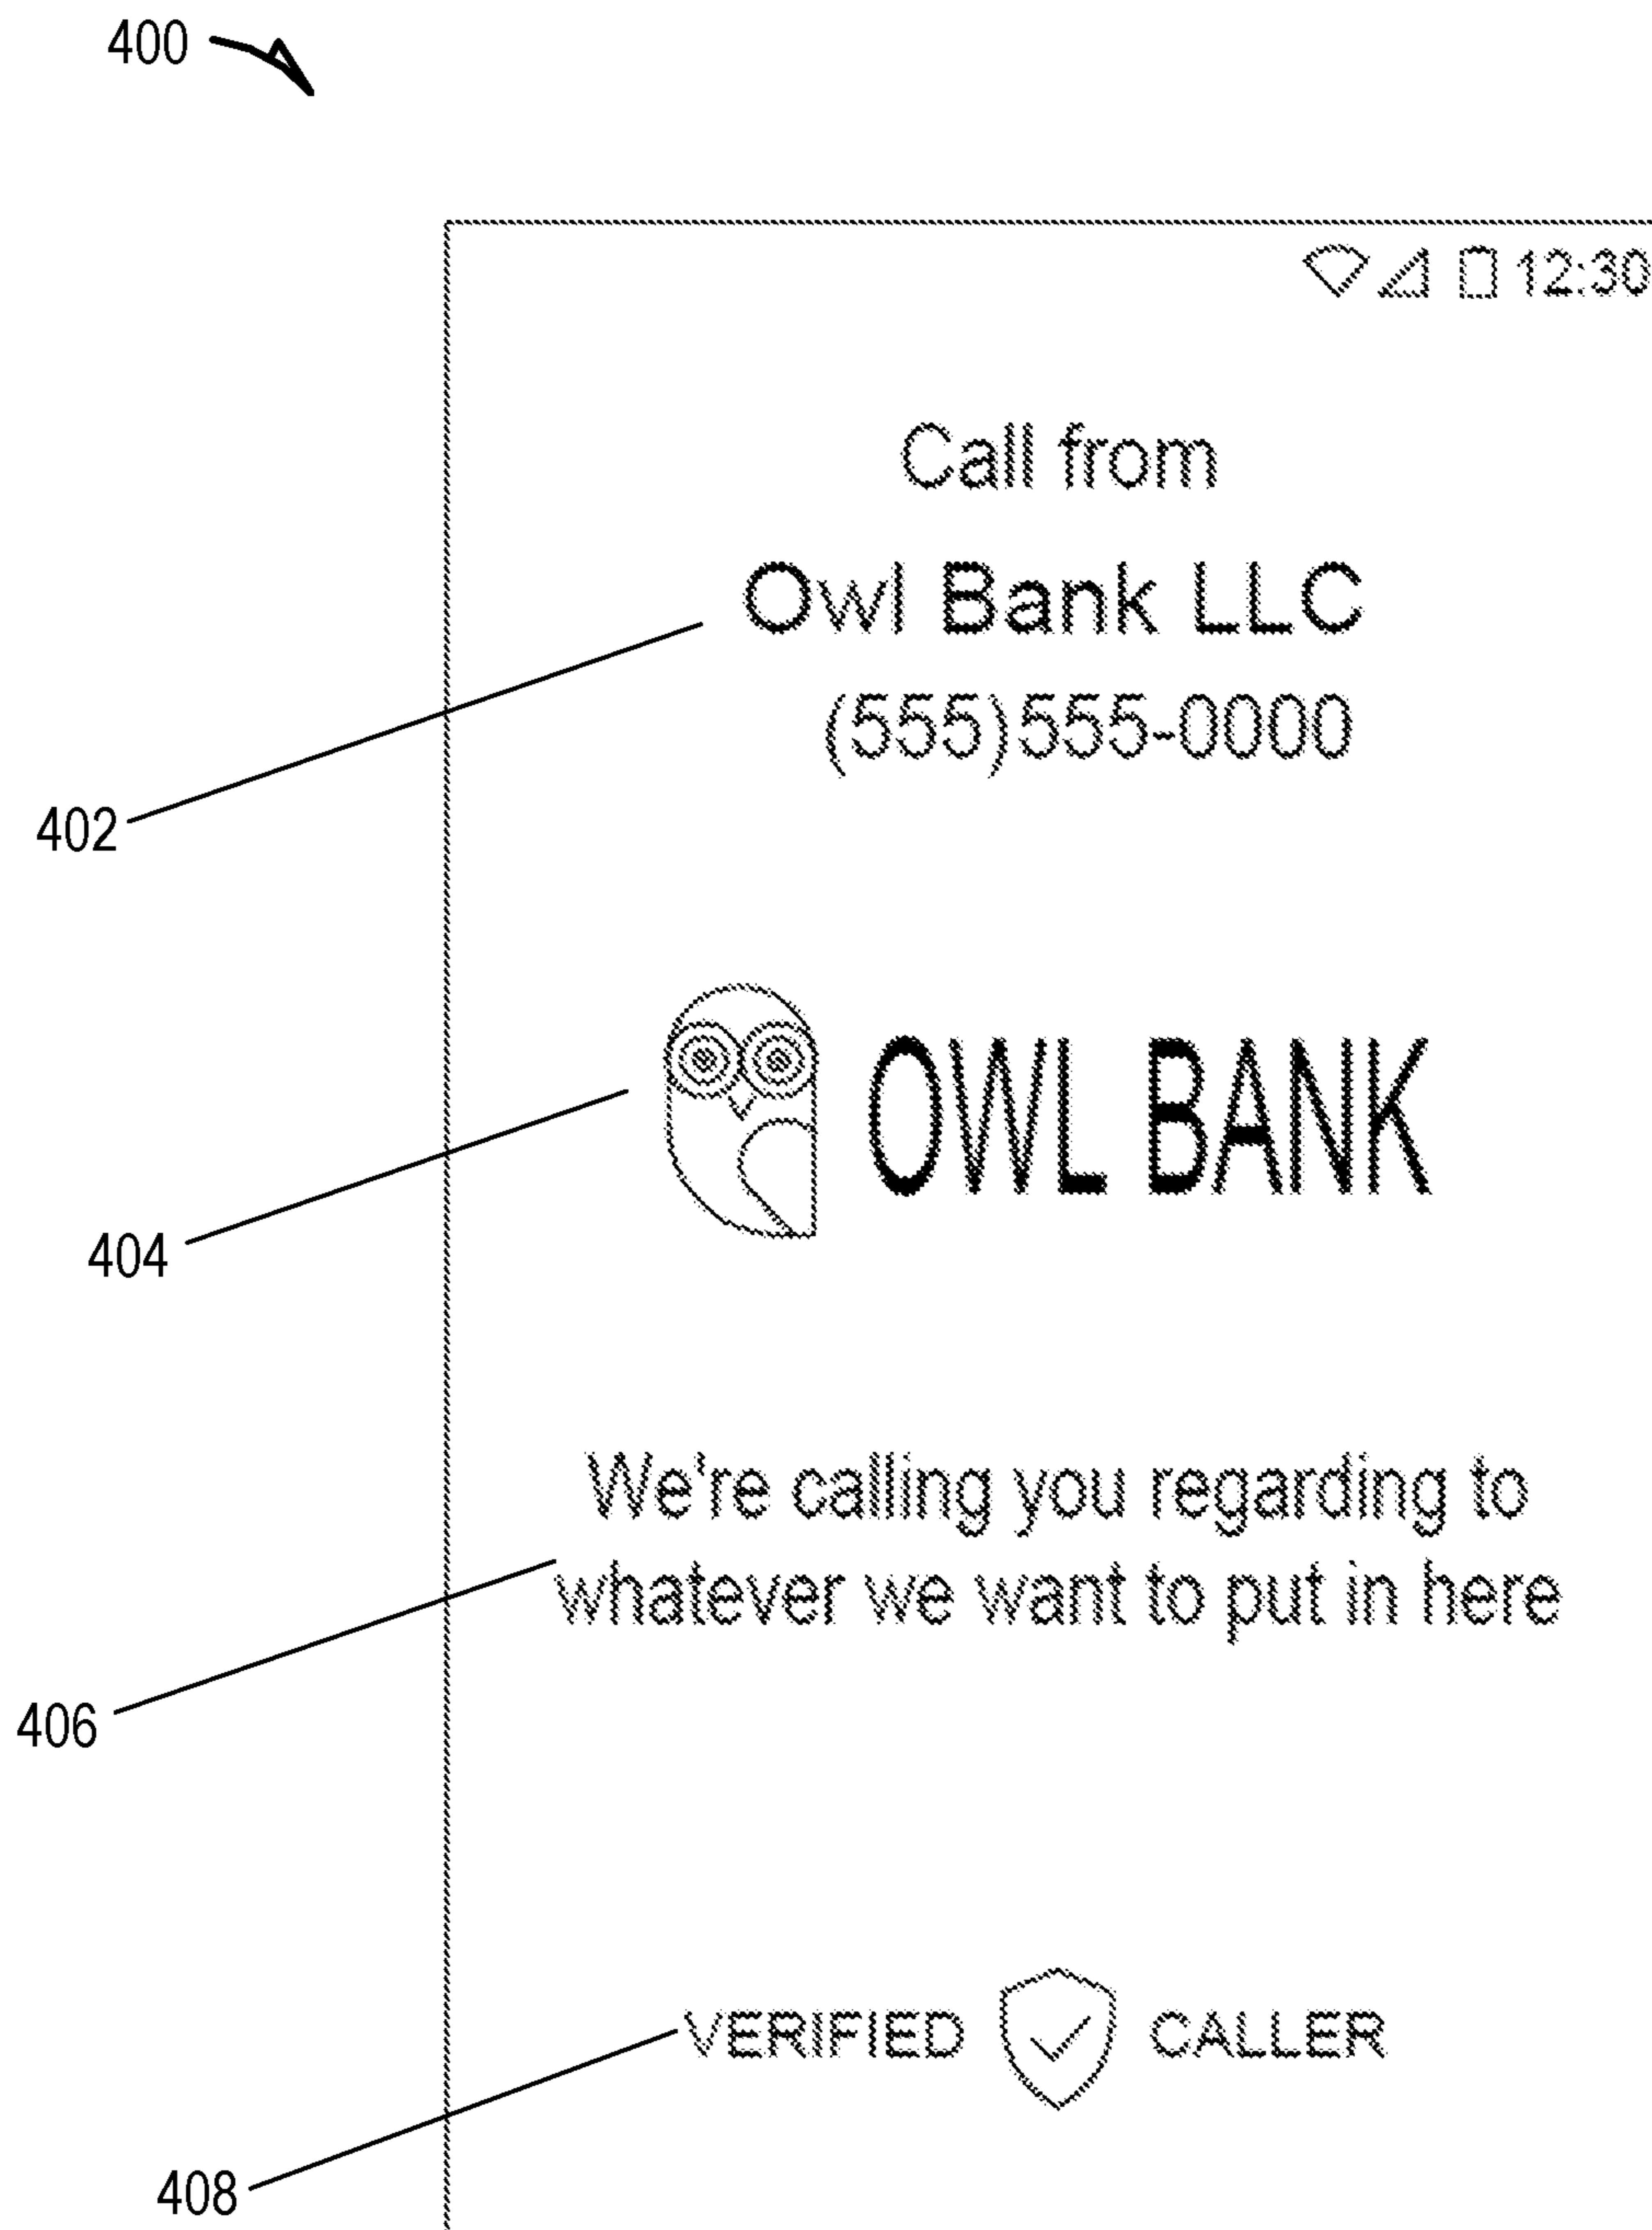 400
12:30
Call from
Owl Bank LLC
(555)555-0000
402
OWL BANK
404
We're calling you regarding to
whatever we want to put in here
406
VERIFIED CALLER
408